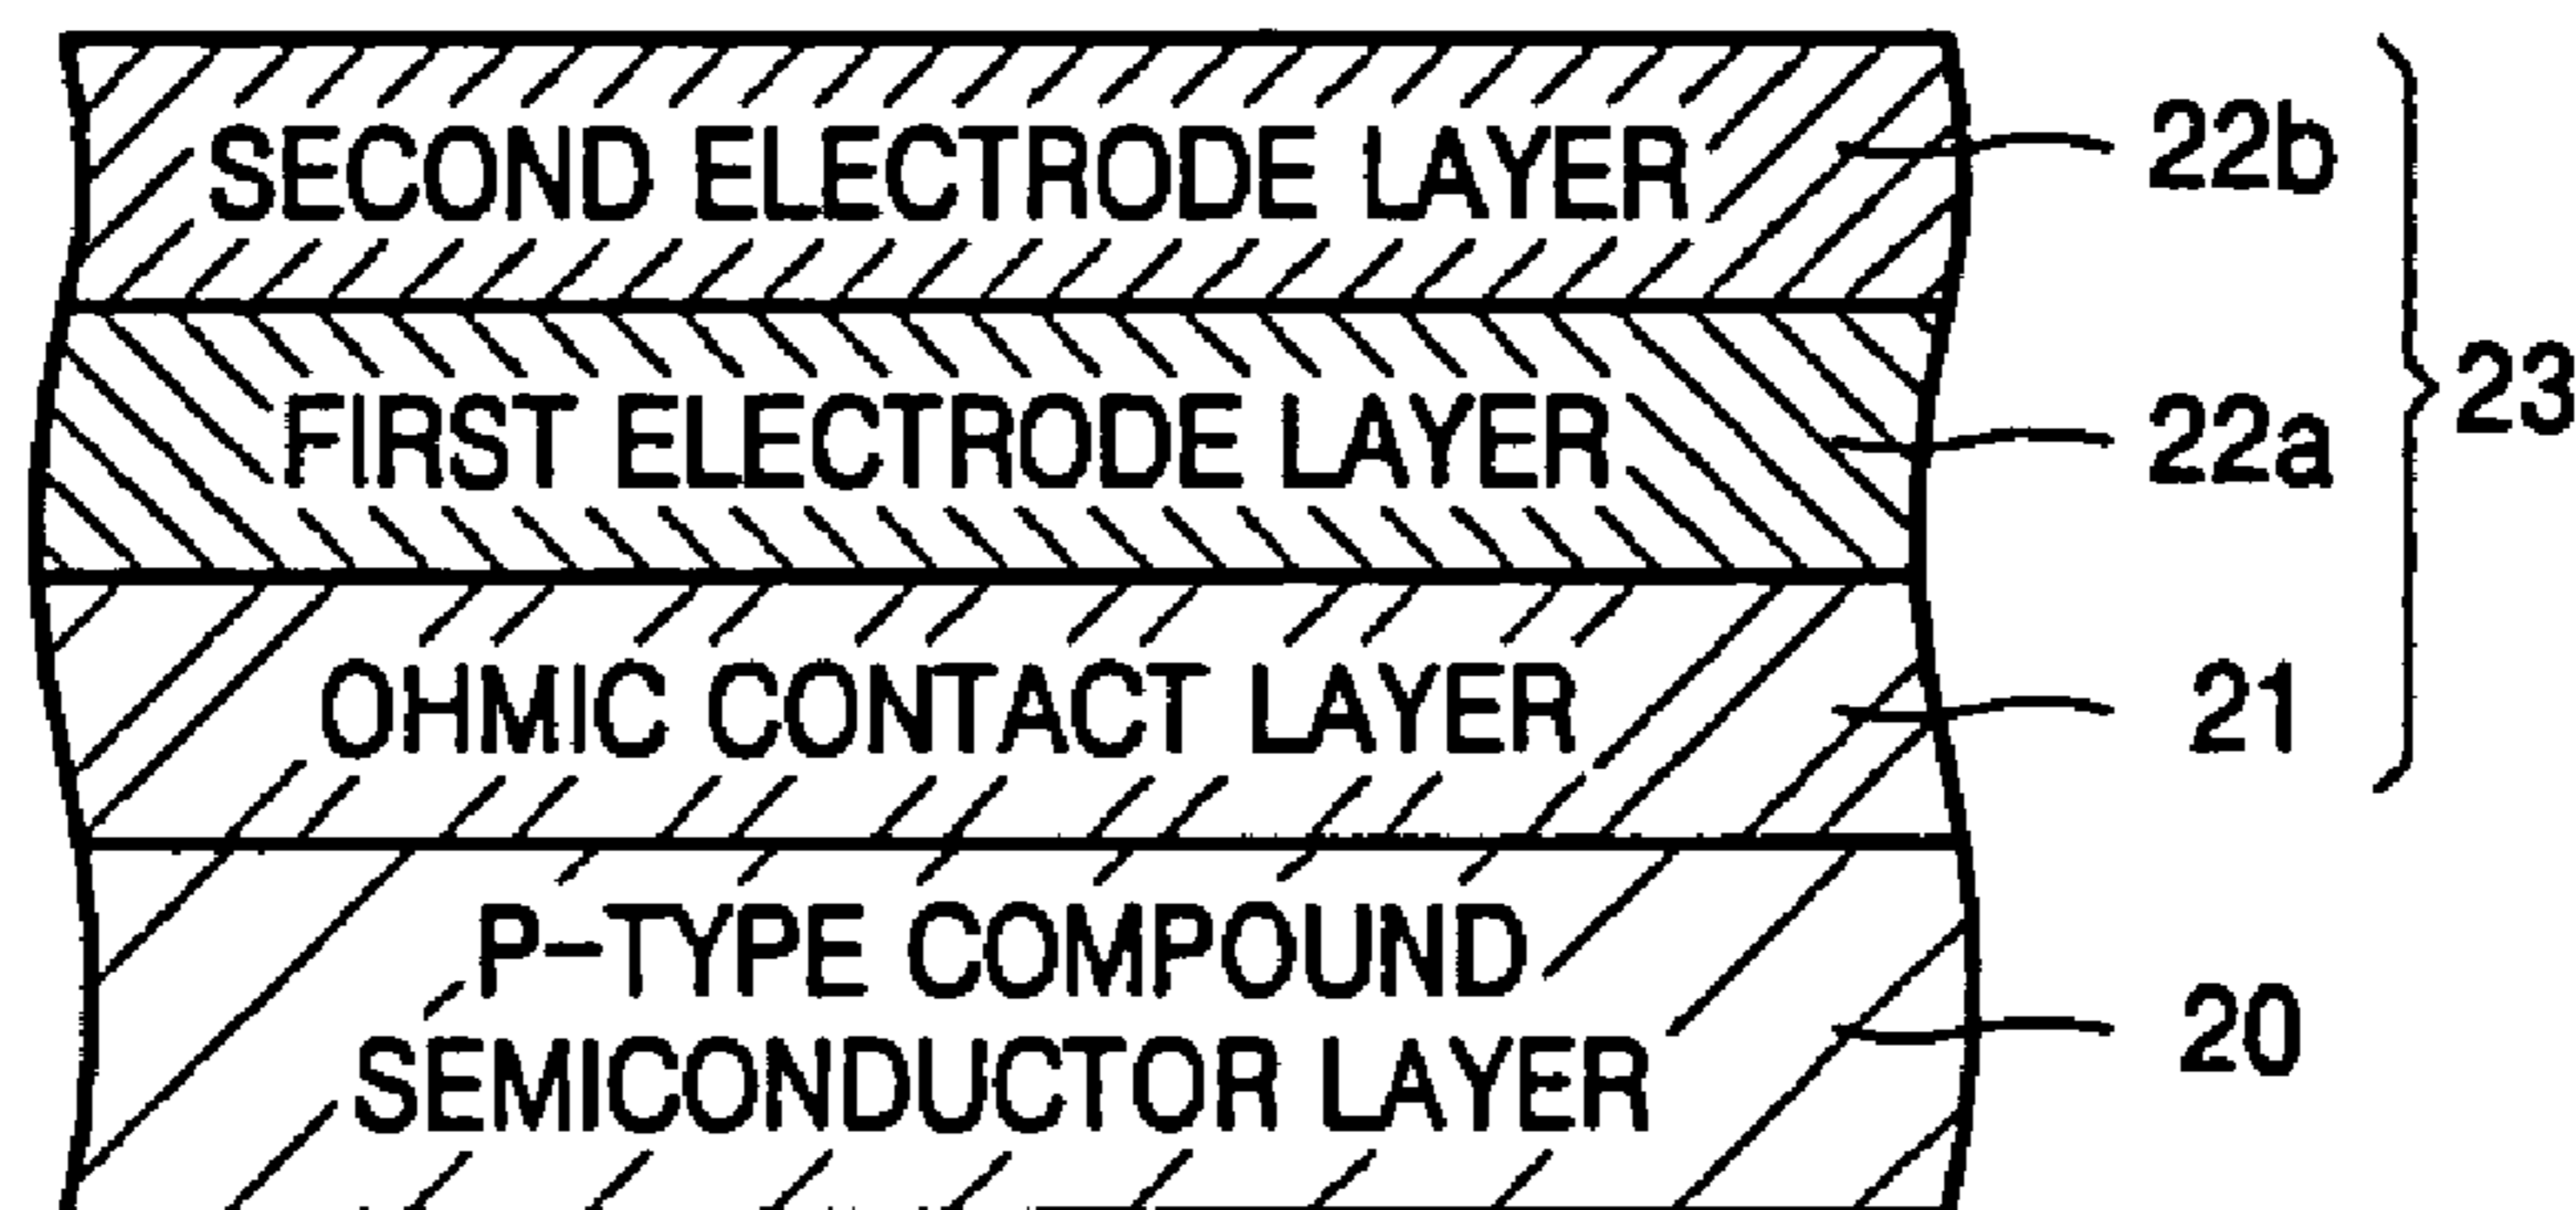 SECOND ELECTRODE LAYER 22b
FIRST ELECTRODE LAYER 22a
23
OHMIC CONTACT LAYER 21
P-TYPE COMPOUND
SEMICONDUCTOR LAYER
20